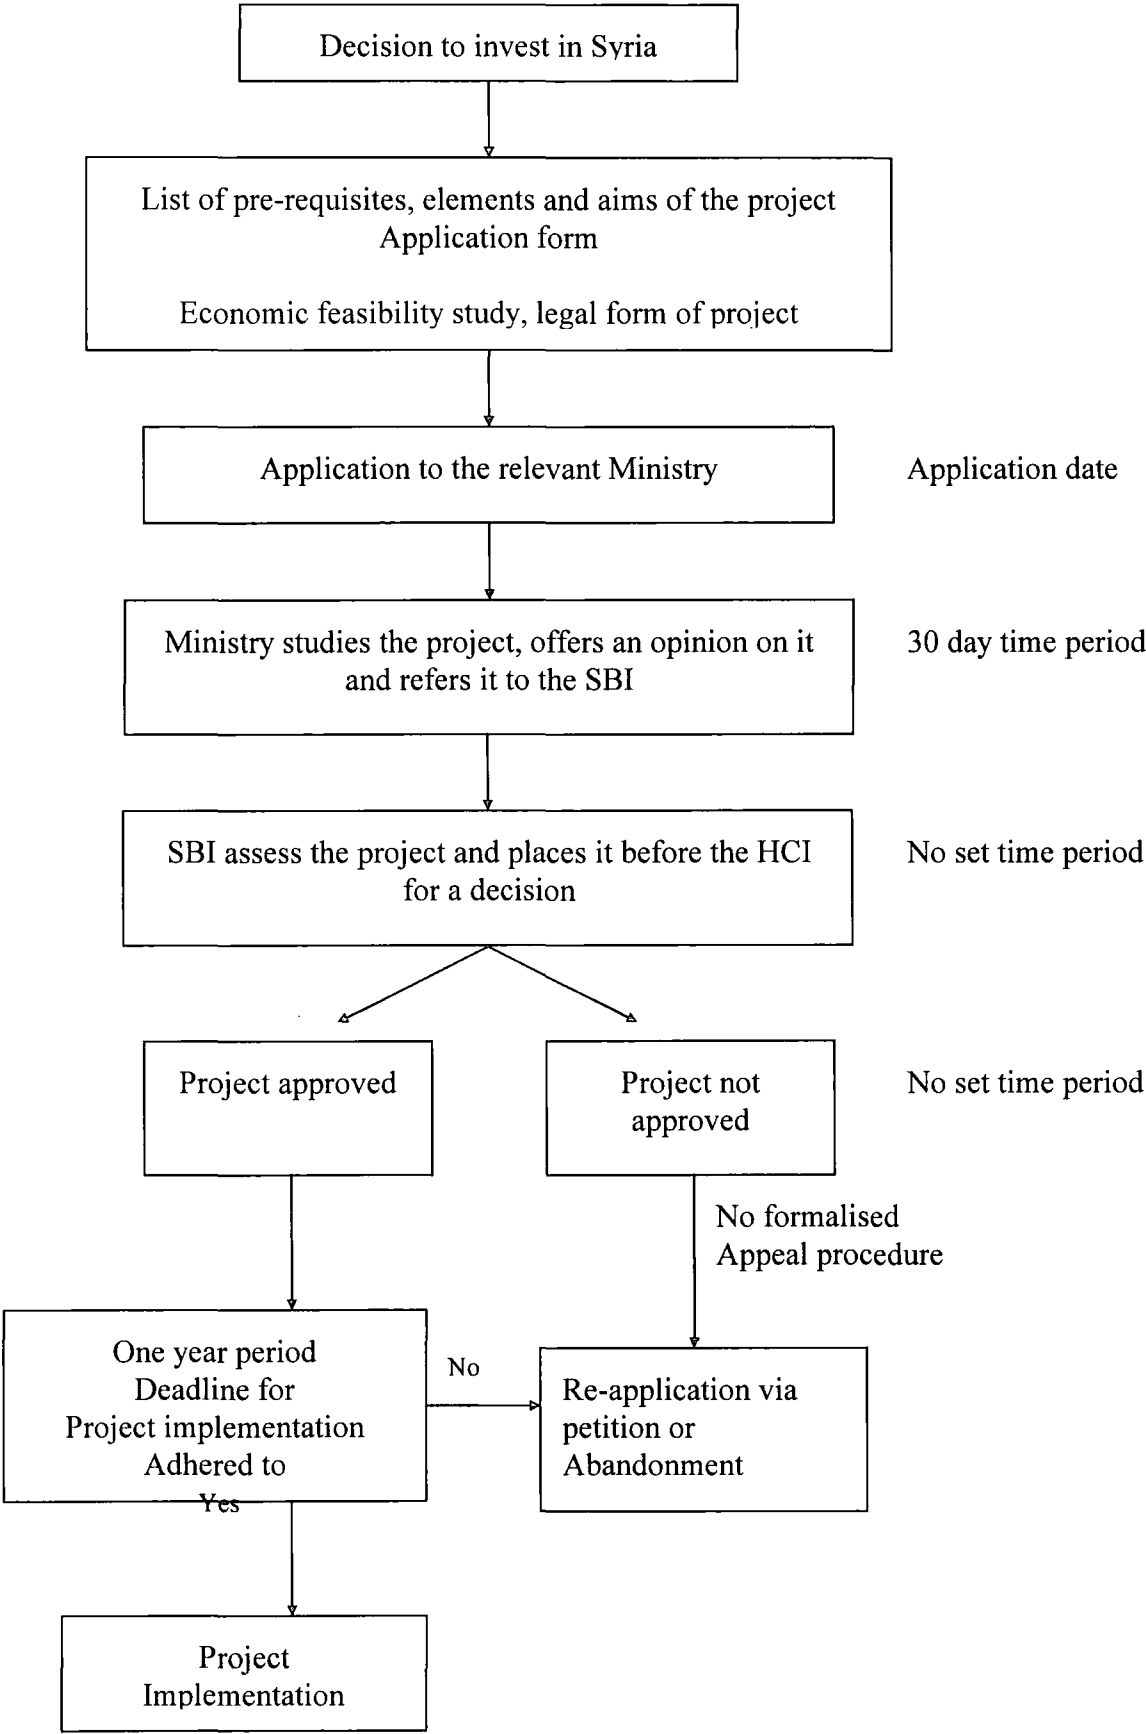 Decision to invest in Syria
List of pre-requisites, elements and aims of the project
Application form
Economic feasibility study, legal form of project
Application to the relevant Ministry
Application date
Ministry studies the project, offers an opinion on it
and refers it to the SBI
30 day time period
SBI assess the project and places it before the HCI
for a decision
No set time period
Project approved
Project not
approved
No set time period
No formalised
Appeal procedure
One year period
Deadline for
Project implementation
Adhered to
Yes
No
Re-application via
petition or
Abandonment
Project
Implementation